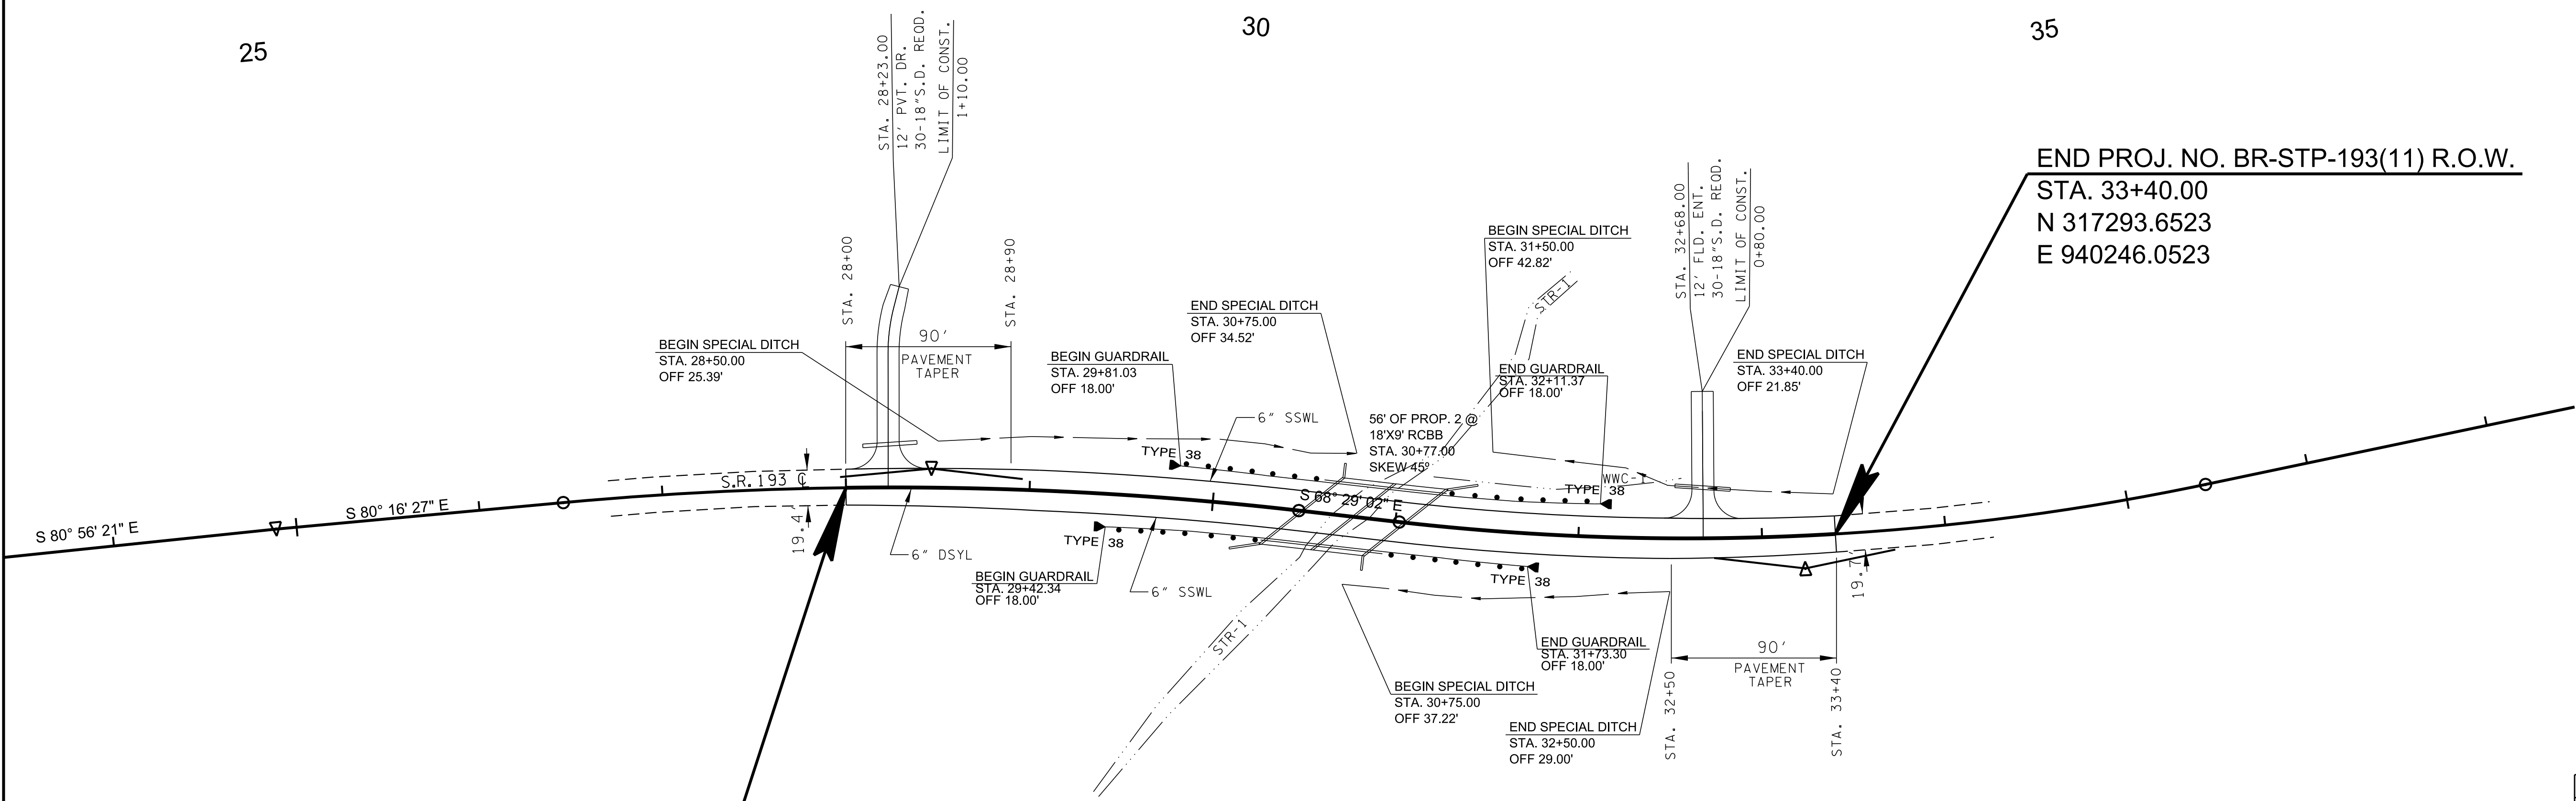 25
30
35
STA. 28+23.00
12' PVT. DR.
30-18"S.D. REQD.
LIMIT OF CONST.
1+10.00
END PROJ. NO. BR-STP-193(11) R.O.W.
STA. 33+40.00
N 317293.6523
E 940246.0523
STA. 32+68.00
12' FLD. ENT.
30-18"S.D. REQD.
LIMIT OF CONST.
0+80.00
STA. 28+00
STA. 28+90
90'
PAVEMENT
TAPER
BEGIN SPECIAL DITCH
STA. 28+50.00
OFF 25.39'
BEGIN GUARDRAIL
STA. 29+81.03
OFF 18.00'
END SPECIAL DITCH
STA. 30+75.00
OFF 34.52'
BEGIN SPECIAL DITCH
STA. 31+50.00
OFF 42.82'
STR-1
END GUARDRAIL
STA. 32+11.37
OFF 18.00'
END SPECIAL DITCH
STA. 33+40.00
OFF 21.85'
6" SSWL
56' OF PROP. 2 @
18'X9' RCBB
STA. 30+77.00
SKEW 45°
TYPE 38
WWC-1
TYPE 38
S.R. 193 ℄
S 68° 29' 02" E
S 80° 16' 27" E
S 80° 56' 21" E
19.4'
6" DSYL
TYPE 38
BEGIN GUARDRAIL
STA. 29+42.34
OFF 18.00'
6" SSWL
TYPE 38
19.7'
STR-1
END GUARDRAIL
STA. 31+73.30
OFF 18.00'
90'
PAVEMENT
TAPER
STA. 32+50
STA. 33+40
BEGIN SPECIAL DITCH
STA. 30+75.00
OFF 37.22'
END SPECIAL DITCH
STA. 32+50.00
OFF 29.00'